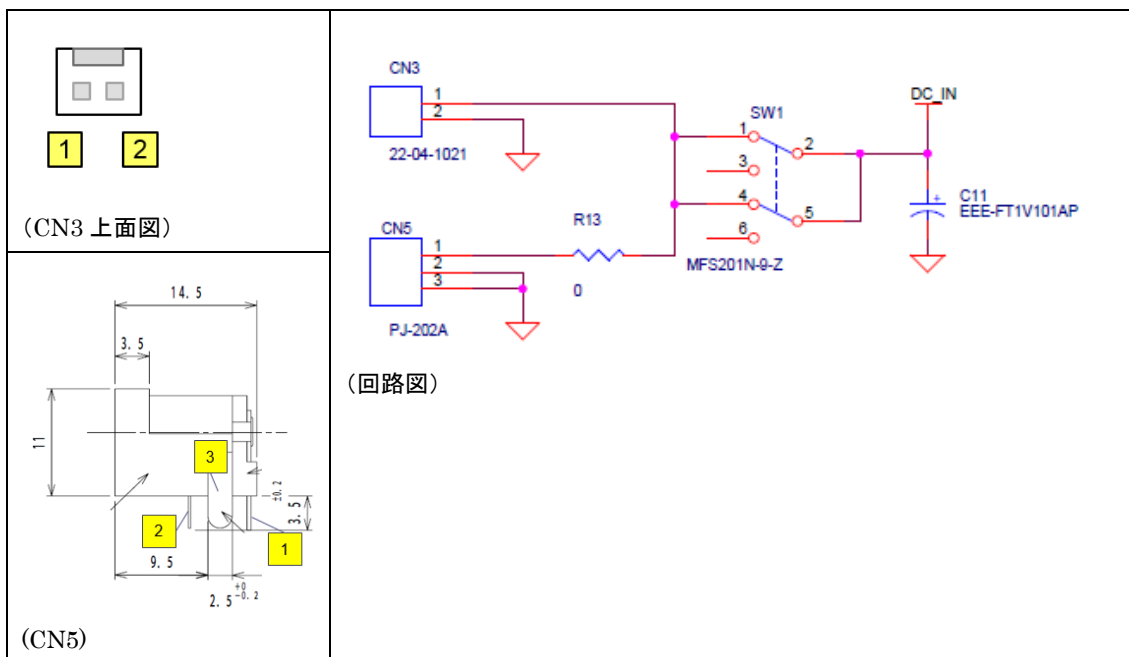 1 2
(CN3 上面図)
14.5
3.5
11
3
±0.2
3.5
2
1
9.5
2.5 +0 -0.2
(CN5)
CN3
1
2
22-04-1021
CN5
1
2
3
PJ-202A
R13
0
SW1
1
2
3
4
5
6
MFS201N-9-Z
DC_IN
+
C11
EEE-FT1V101AP
(回路図)